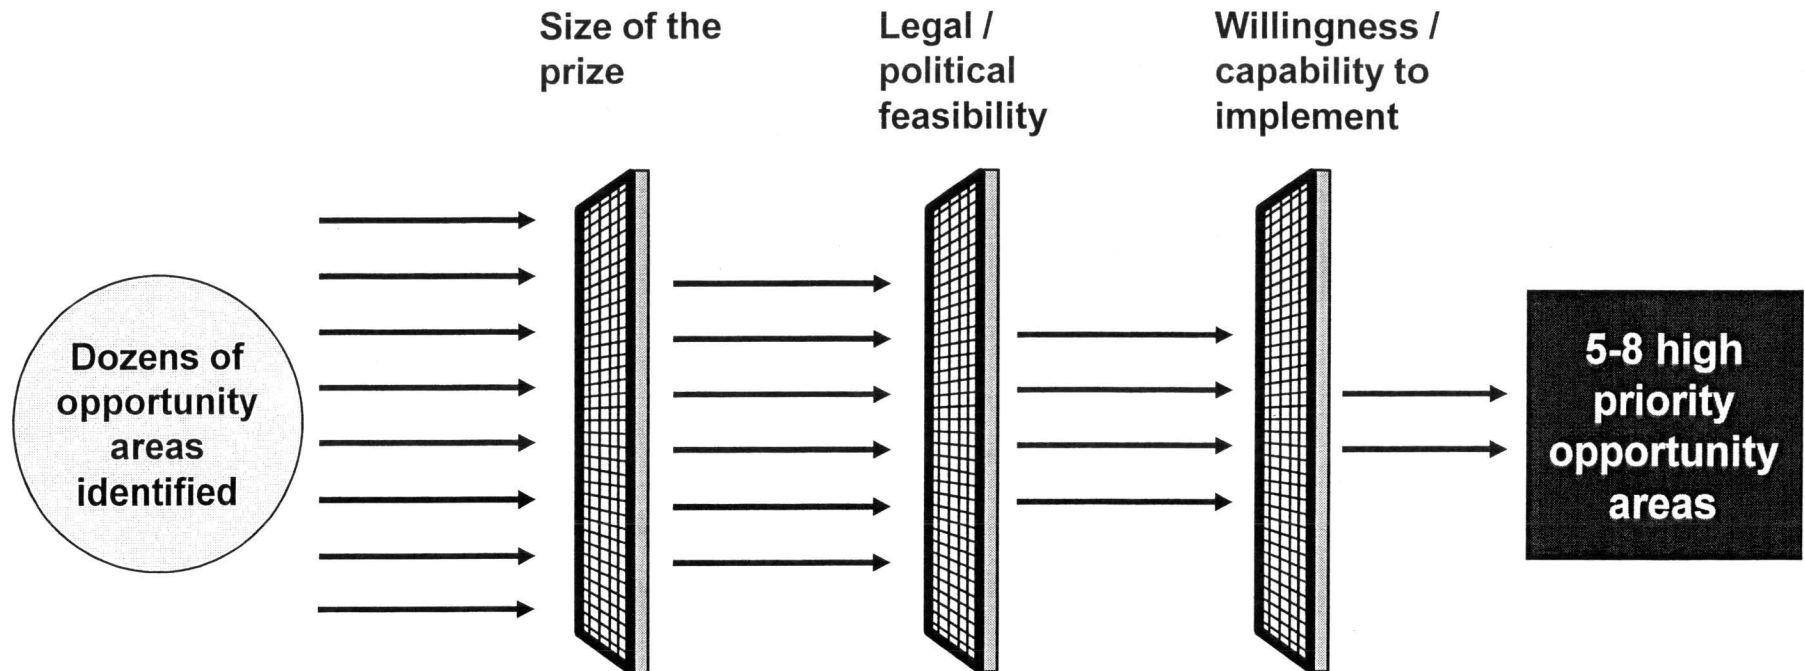 Size of the
prize
Legal /
political
feasibility
Willingness /
capability to
implement
Dozens of
opportunity
areas
identified
5-8 high
priority
opportunity
areas